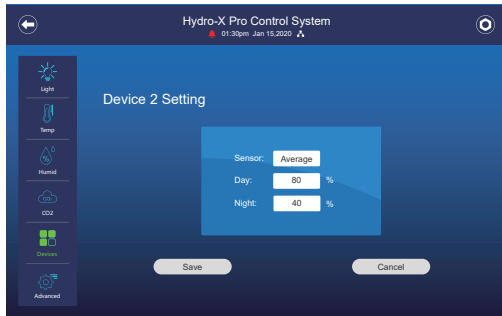 Hydro-X Pro Control System
01:30pm Jan 15,2020
Light
Temp
%
Humid
CO2
CO2
Devices
Advanced
Device 2 Setting
Sensor: Average
Day: 80 %
Night: 40 %
Save Cancel